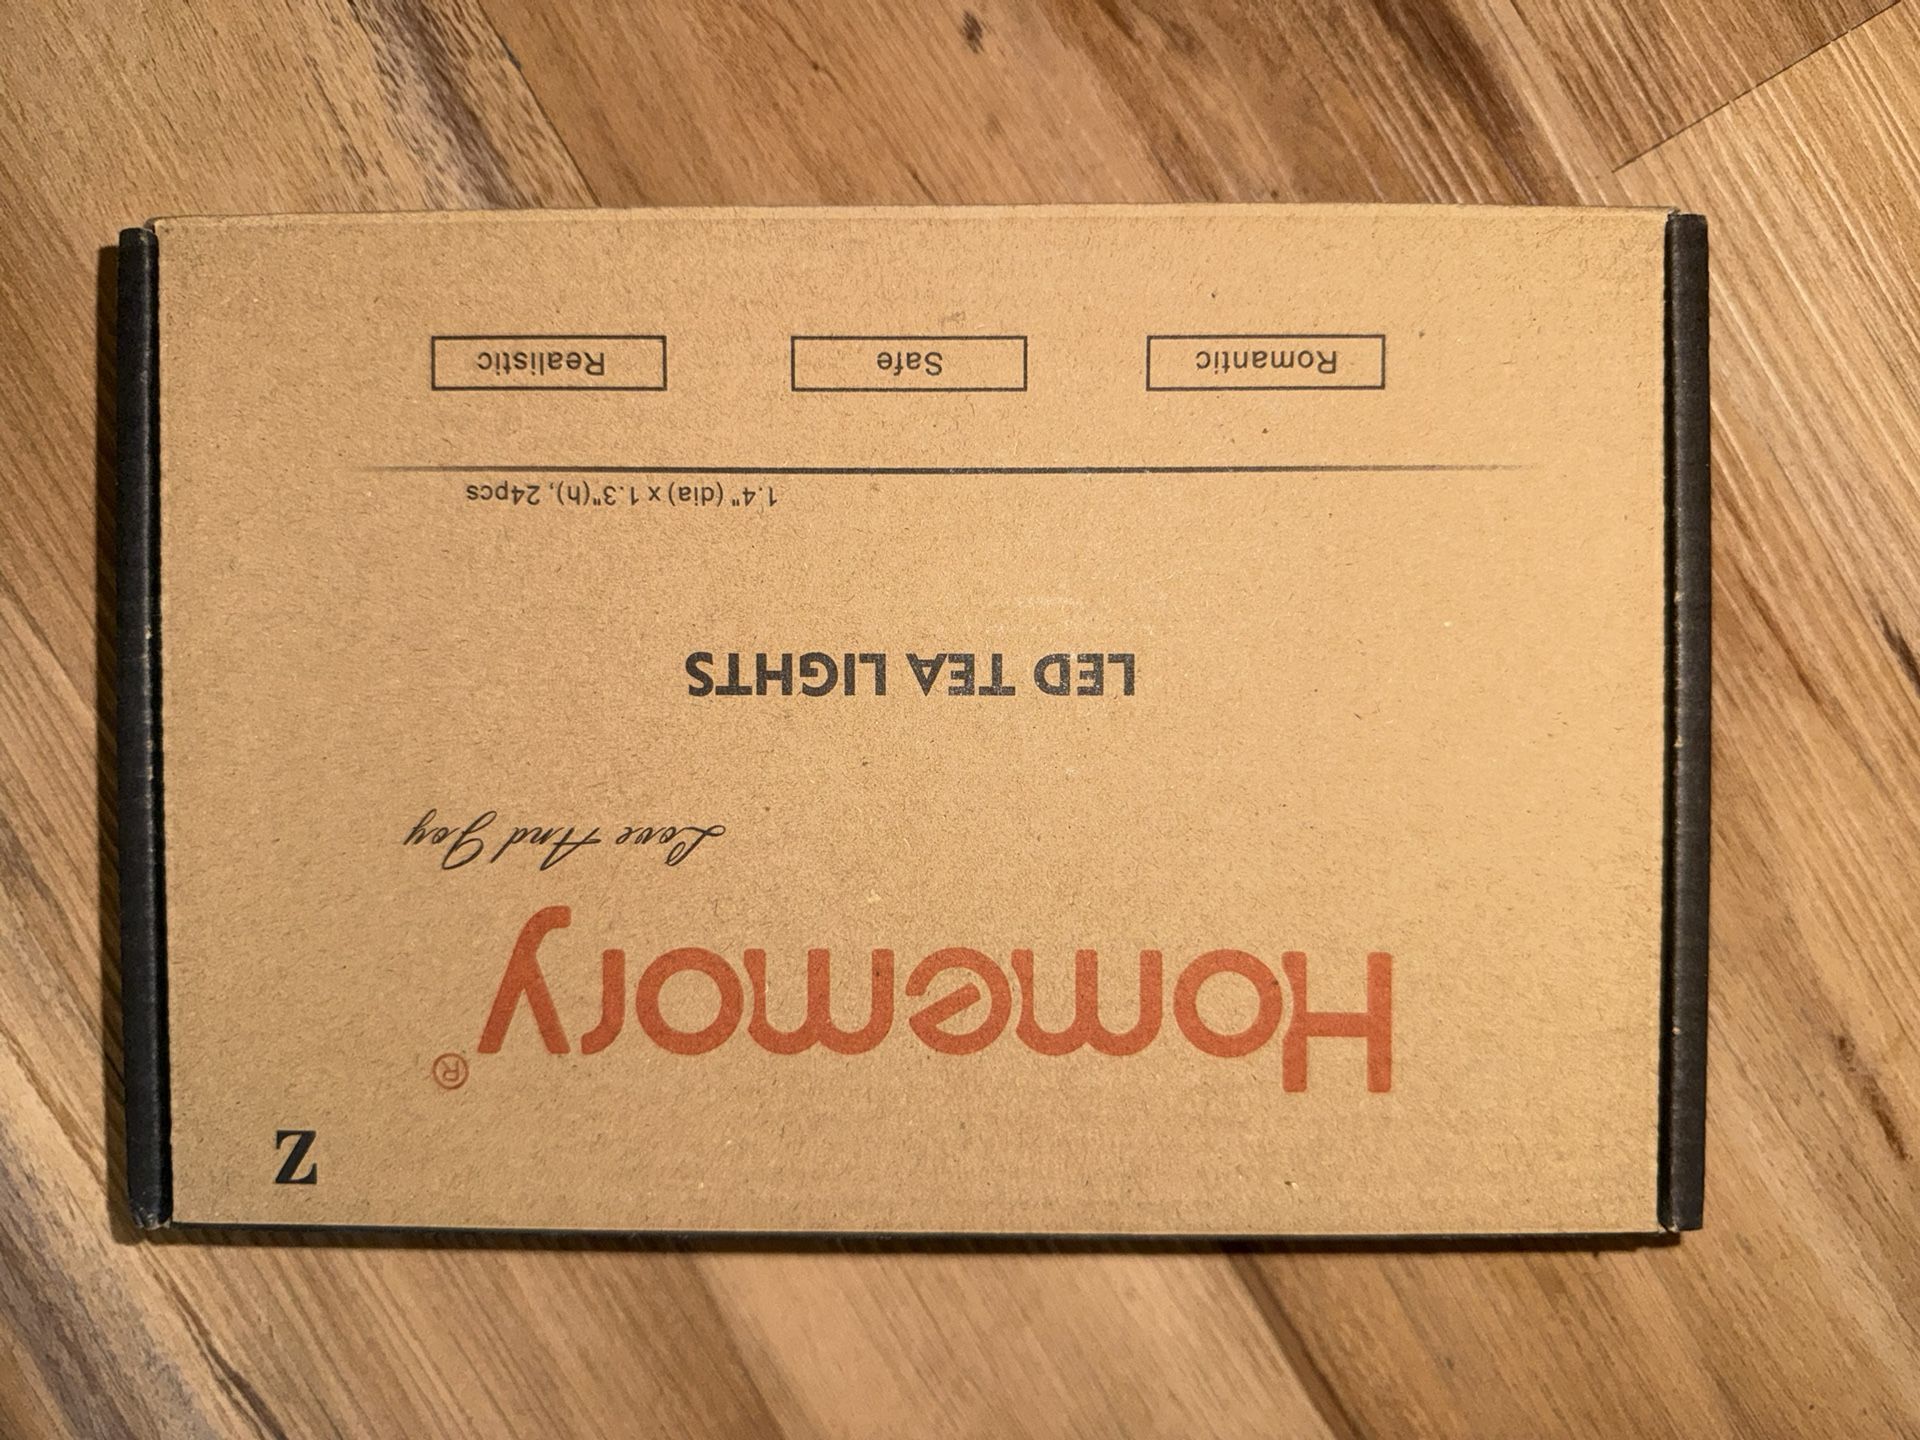 Z
Homemory®
Love And Joy
LED TEA LIGHTS
1.4" (dia) x 1.3"(h), 24pcs
Romantic
Safe
Realistic